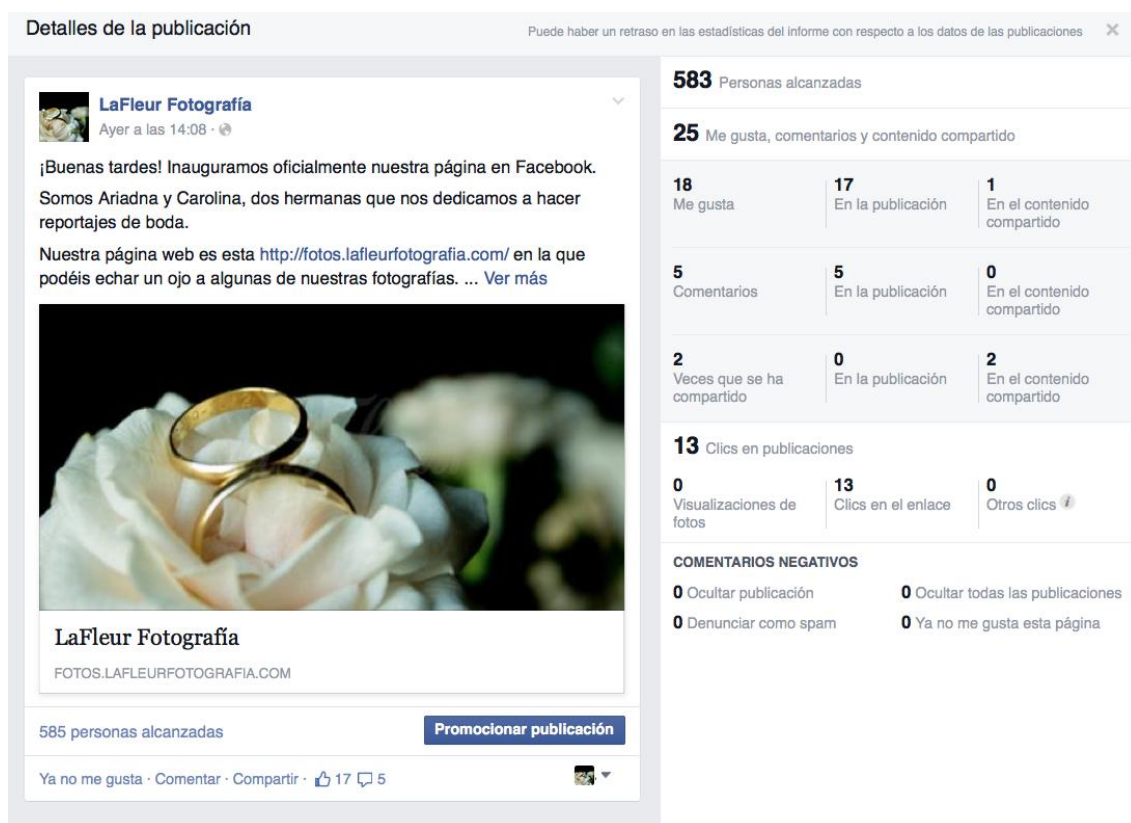 Detalles de la publicación
Puede haber un retraso en las estadísticas del informe con respecto a los datos de las publicaciones
LaFleur Fotografía
Ayer a las 14:08 ·
¡Buenas tardes! Inauguramos oficialmente nuestra página en Facebook.
Somos Ariadna y Carolina, dos hermanas que nos dedicamos a hacer
reportajes de boda.
Nuestra página web es esta http://fotos.lafleurfotografia.com/ en la que
podéis echar un ojo a algunas de nuestras fotografías. ... Ver más
LaFleur Fotografía
FOTOS.LAFLEURFOTOGRAFIA.COM
585 personas alcanzadas
Promocionar publicación
Ya no me gusta · Comentar · Compartir · 17 5
583 Personas alcanzadas
25 Me gusta, comentarios y contenido compartido
18 17 1
Me gusta En la publicación En el contenido
compartido
5 5 0
Comentarios En la publicación En el contenido
compartido
2 0 2
Veces que se ha En la publicación En el contenido
compartido compartido
13 Clics en publicaciones
0 13 0
Visualizaciones de Clics en el enlace Otros clics i
fotos
COMENTARIOS NEGATIVOS
0 Ocultar publicación 0 Ocultar todas las publicaciones
0 Denunciar como spam 0 Ya no me gusta esta página